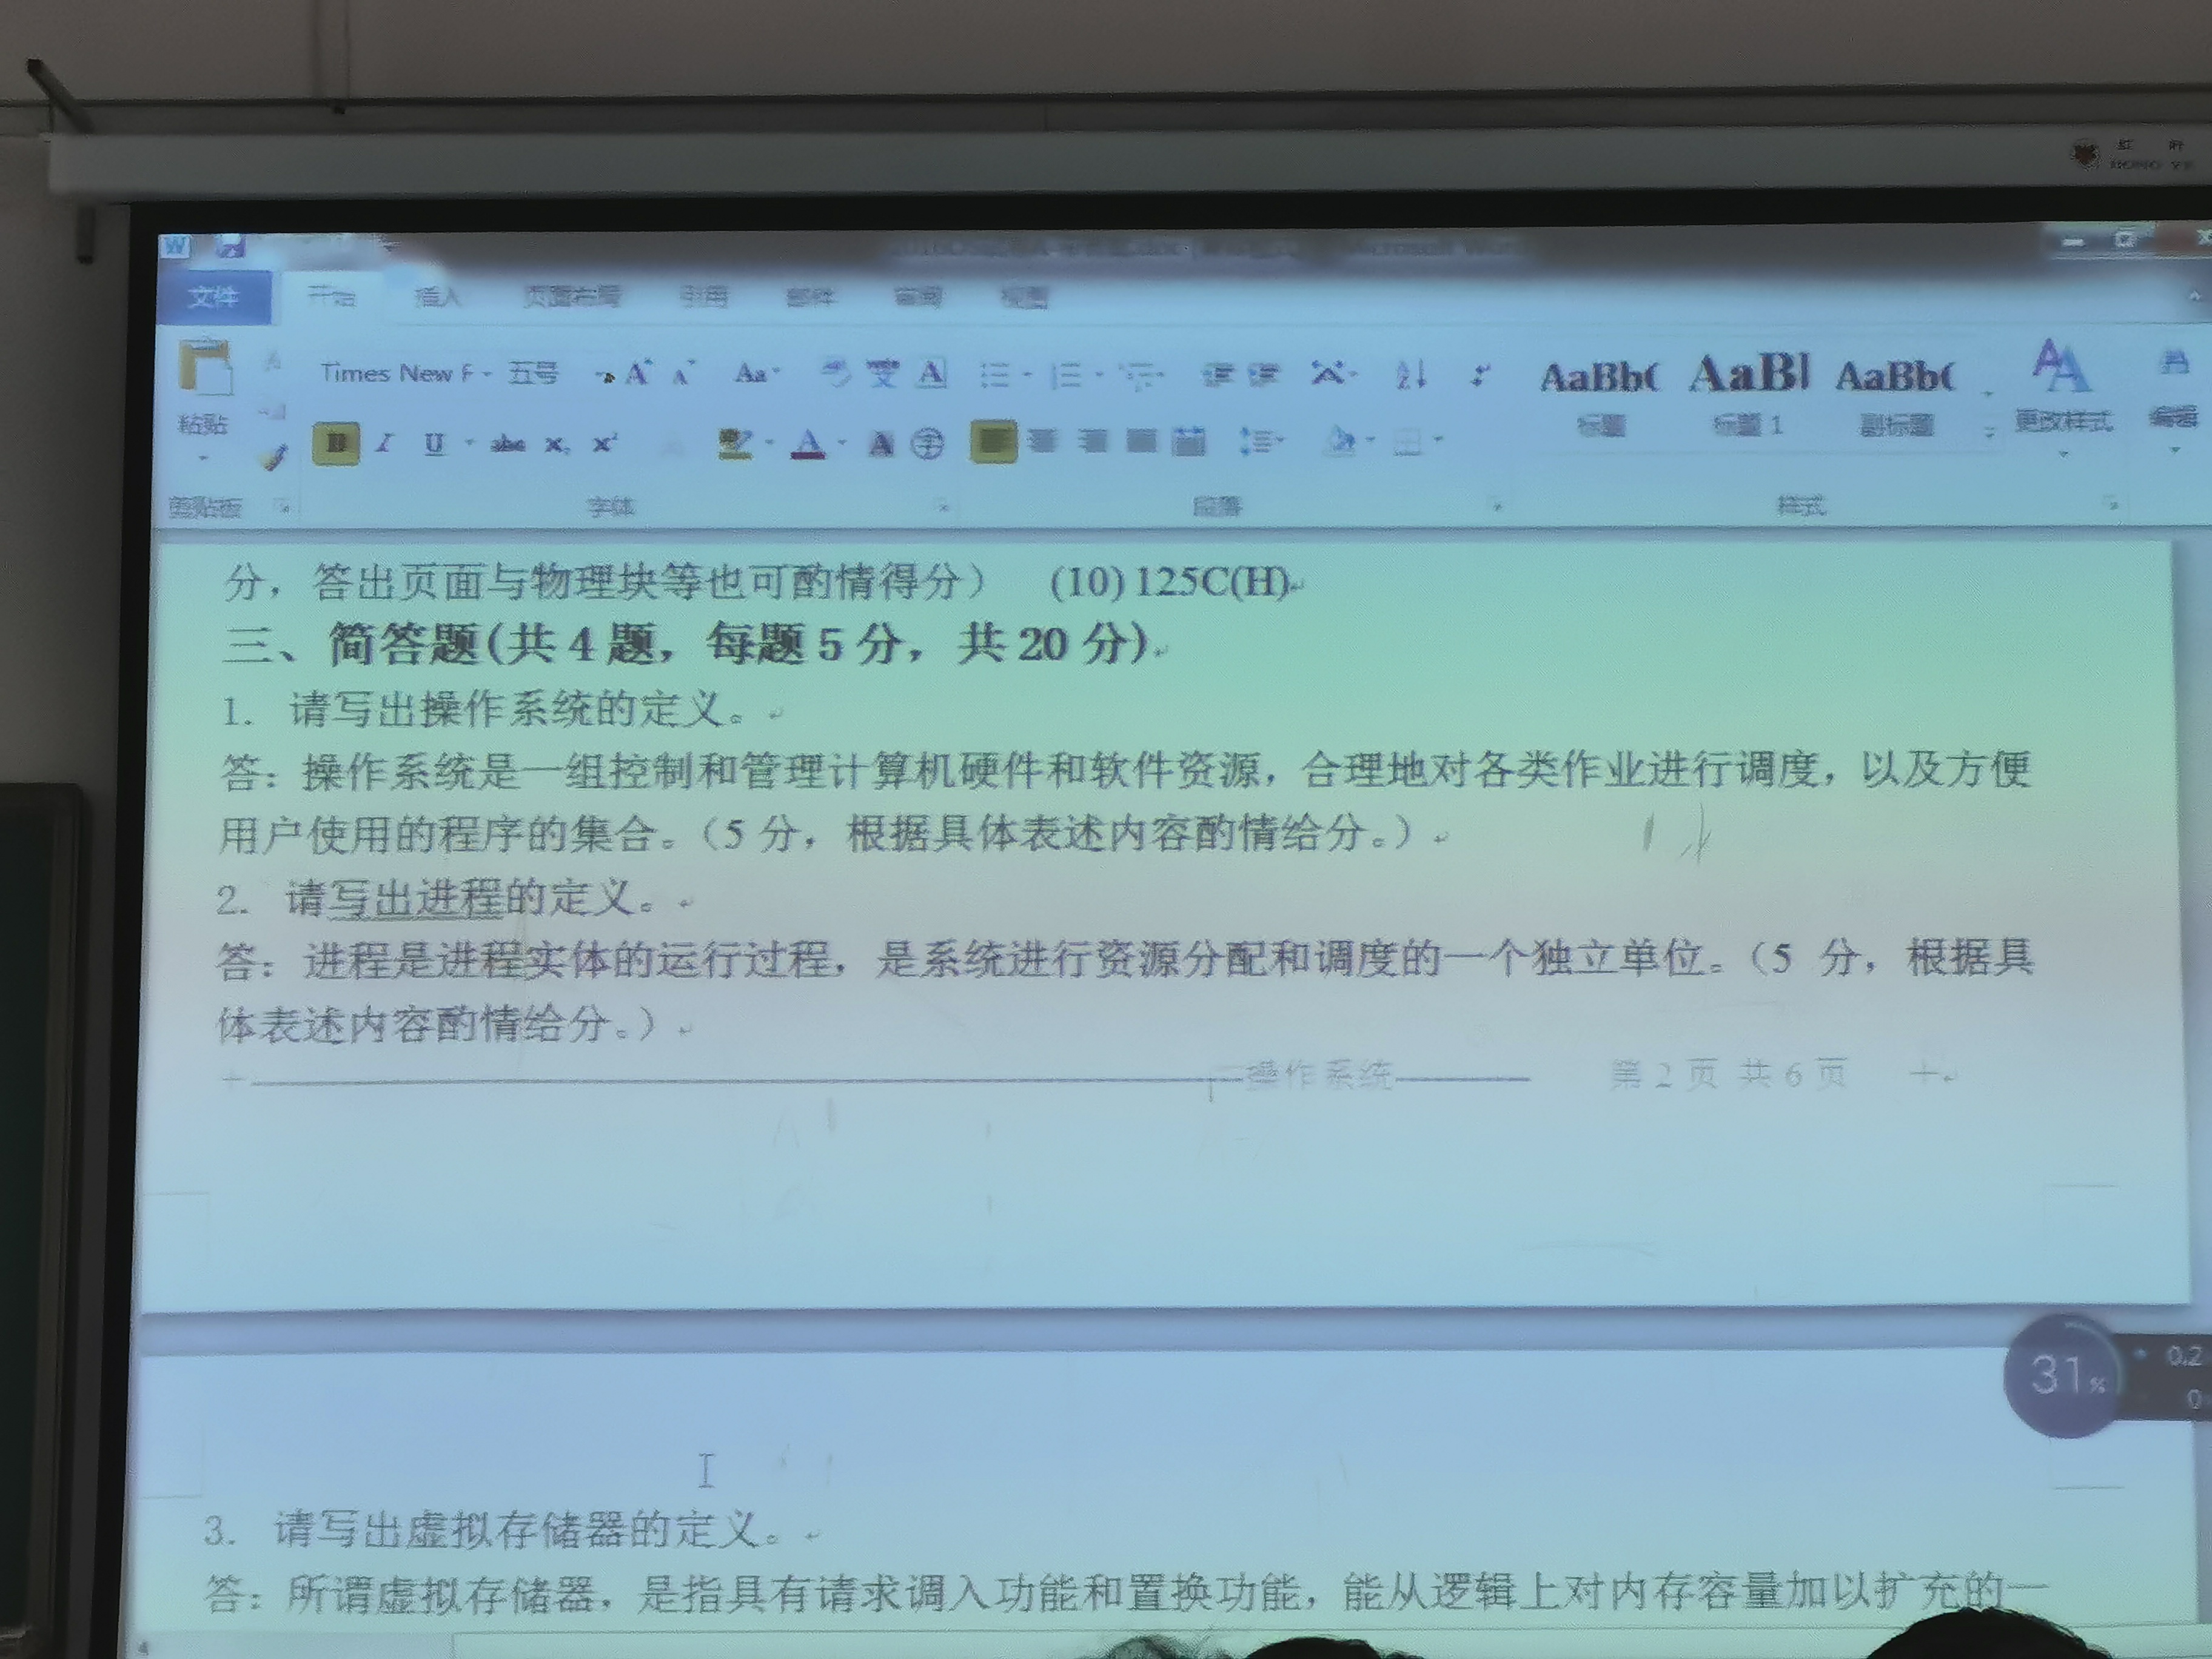 红叶
文件 开始 插入 页面布局 引用 邮件 审阅 视图
Times New F 五号
AaBb( AaBl AaBb(
粘贴 标题 标题 1 副标题 更改样式 编辑
剪贴板 字体 段落 样式
分，答出页面与物理块等也可酌情得分） (10) 125C(H)
三、简答题(共 4 题，每题 5 分，共 20 分)
1. 请写出操作系统的定义。
答：操作系统是一组控制和管理计算机硬件和软件资源，合理地对各类作业进行调度，以及方便
用户使用的程序的集合。（5 分，根据具体表述内容酌情给分。）
2. 请写出进程的定义。
答：进程是进程实体的运行过程，是系统进行资源分配和调度的一个独立单位。（5 分，根据具
体表述内容酌情给分。）
操作系统 第 2 页 共 6 页
31%
0.2
0
3. 请写出虚拟存储器的定义。
答：所谓虚拟存储器，是指具有请求调入功能和置换功能，能从逻辑上对内存容量加以扩充的一